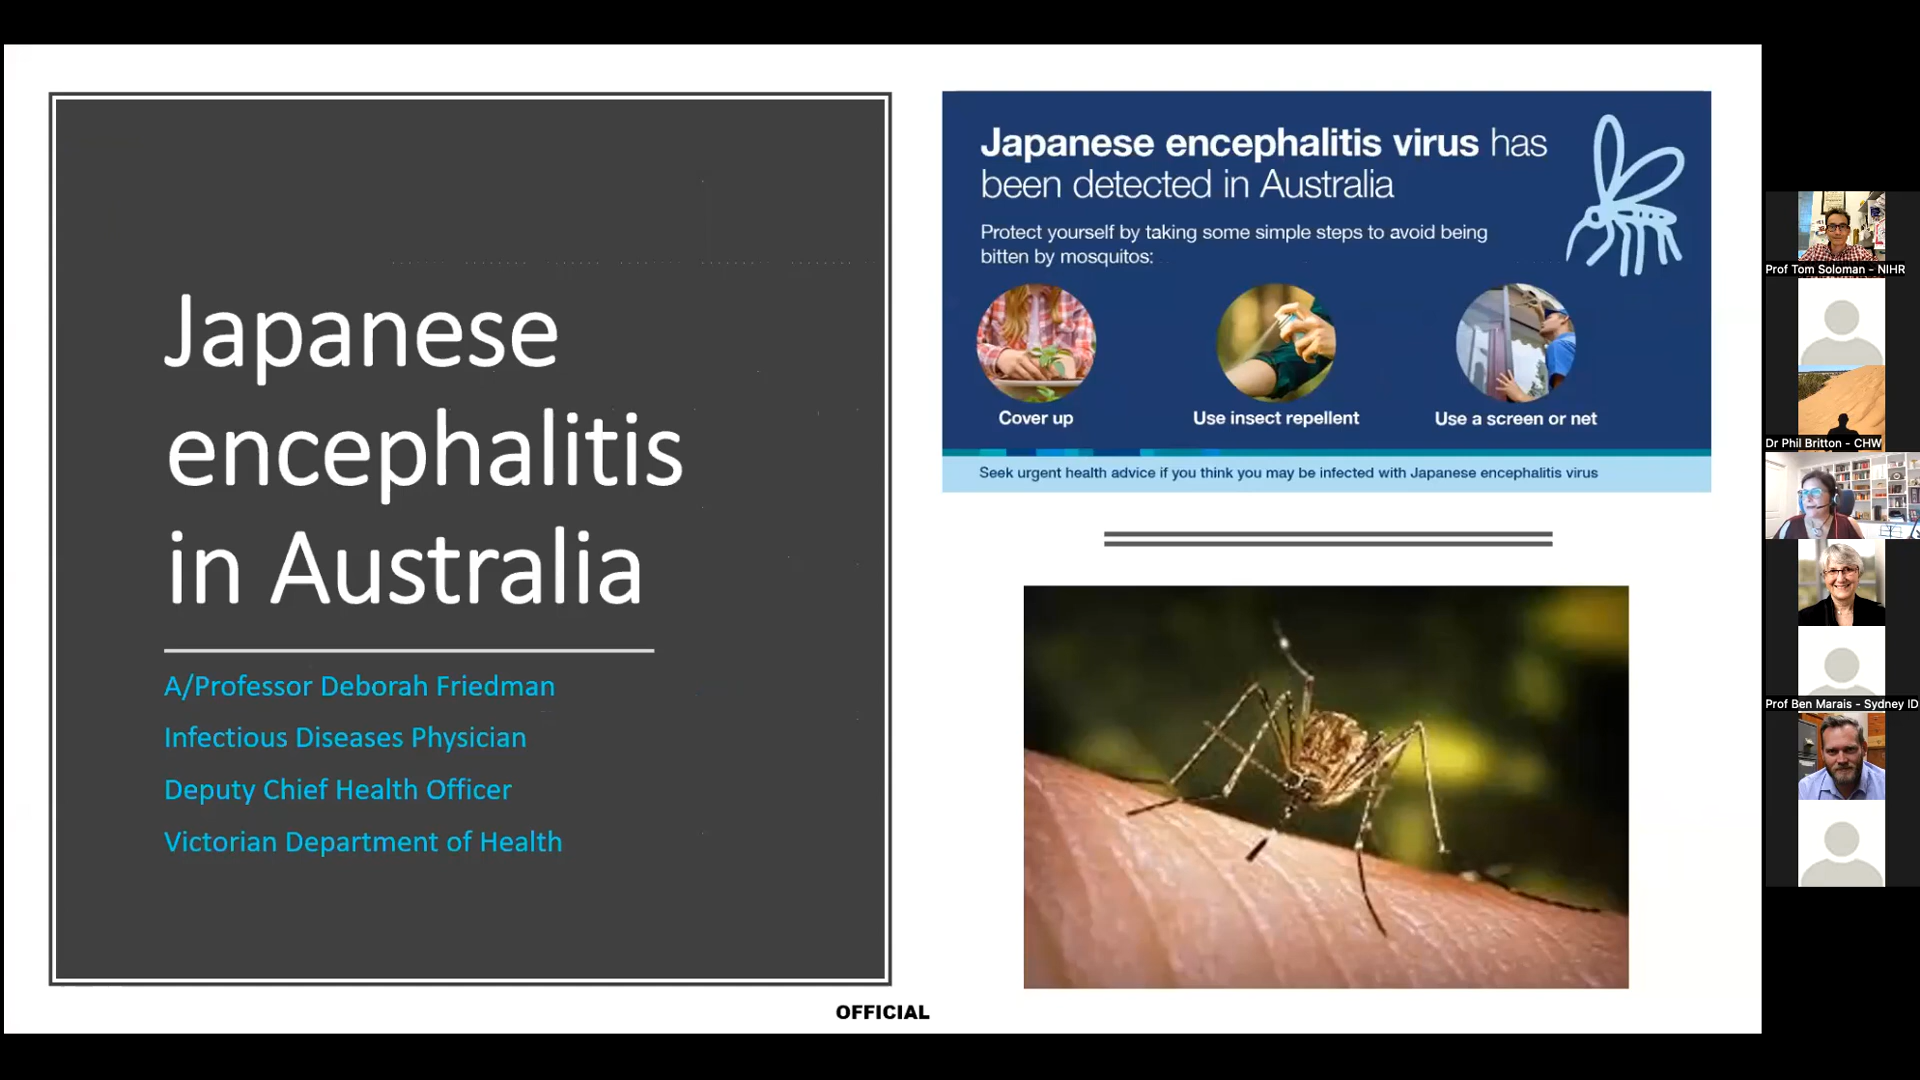 Japanese
encephalitis
in Australia
A/Professor Deborah Friedman
Infectious Diseases Physician
Deputy Chief Health Officer
Victorian Department of Health
Japanese encephalitis virus has
been detected in Australia
Protect yourself by taking some simple steps to avoid being
bitten by mosquitos:
Cover up
Use insect repellent
Use a screen or net
Seek urgent health advice if you think you may be infected with Japanese encephalitis virus
OFFICIAL
Prof Tom Soloman - NIHR
Dr Phil Britton - CHW
Prof Ben Marais - Sydney ID